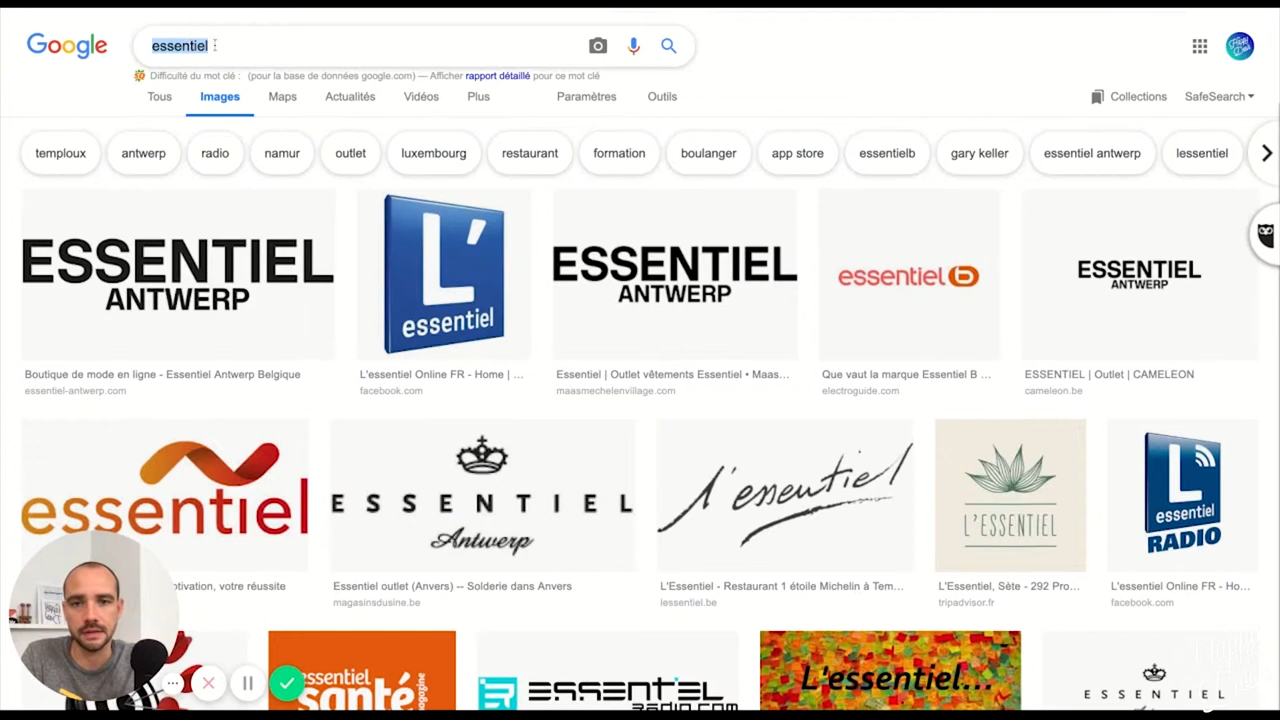 Google
essentiel
Difficulté du mot clé : (pour la base de données google.com) — Afficher rapport détaillé pour ce mot clé
Tous Images Maps Actualités Vidéos Plus Paramètres Outils Collections SafeSearch
temploux antwerp radio namur outlet luxembourg restaurant formation boulanger app store essentielb gary keller essentiel antwerp lessentiel
ESSENTIEL
ANTWERP
L'
essentiel
ESSENTIEL
ANTWERP
essentiel b
ESSENTIEL
ANTWERP
Boutique de mode en ligne - Essentiel Antwerp Belgique
essentiel-antwerp.com
L'essentiel Online FR - Home | ...
facebook.com
Essentiel | Outlet vêtements Essentiel • Maas...
maasmechelenvillage.com
Que vaut la marque Essentiel B ...
electroguide.com
ESSENTIEL | Outlet | CAMELEON
cameleon.be
essentiel
ESSENTIEL
Antwerp
l'essentiel
L'ESSENTIEL
L
essentiel
RADIO
otivation, votre réussite
Essentiel outlet (Anvers) -- Solderie dans Anvers
magasinsdusine.be
L'Essentiel - Restaurant 1 étoile Michelin à Tem...
lessentiel.be
L'Essentiel, Sète - 292 Pro...
tripadvisor.fr
L'essentiel Online FR - Ho...
facebook.com
essentiel
santé
magazine
ESSENTIEL
RADIO.COM
L'essentiel...
ESSENTIEL